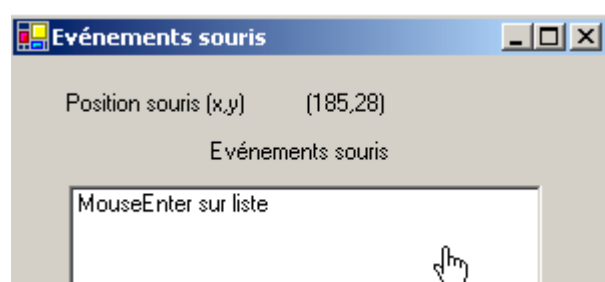 Evénements souris
Position souris (x,y) (185,28)
Evénements souris
MouseEnter sur liste